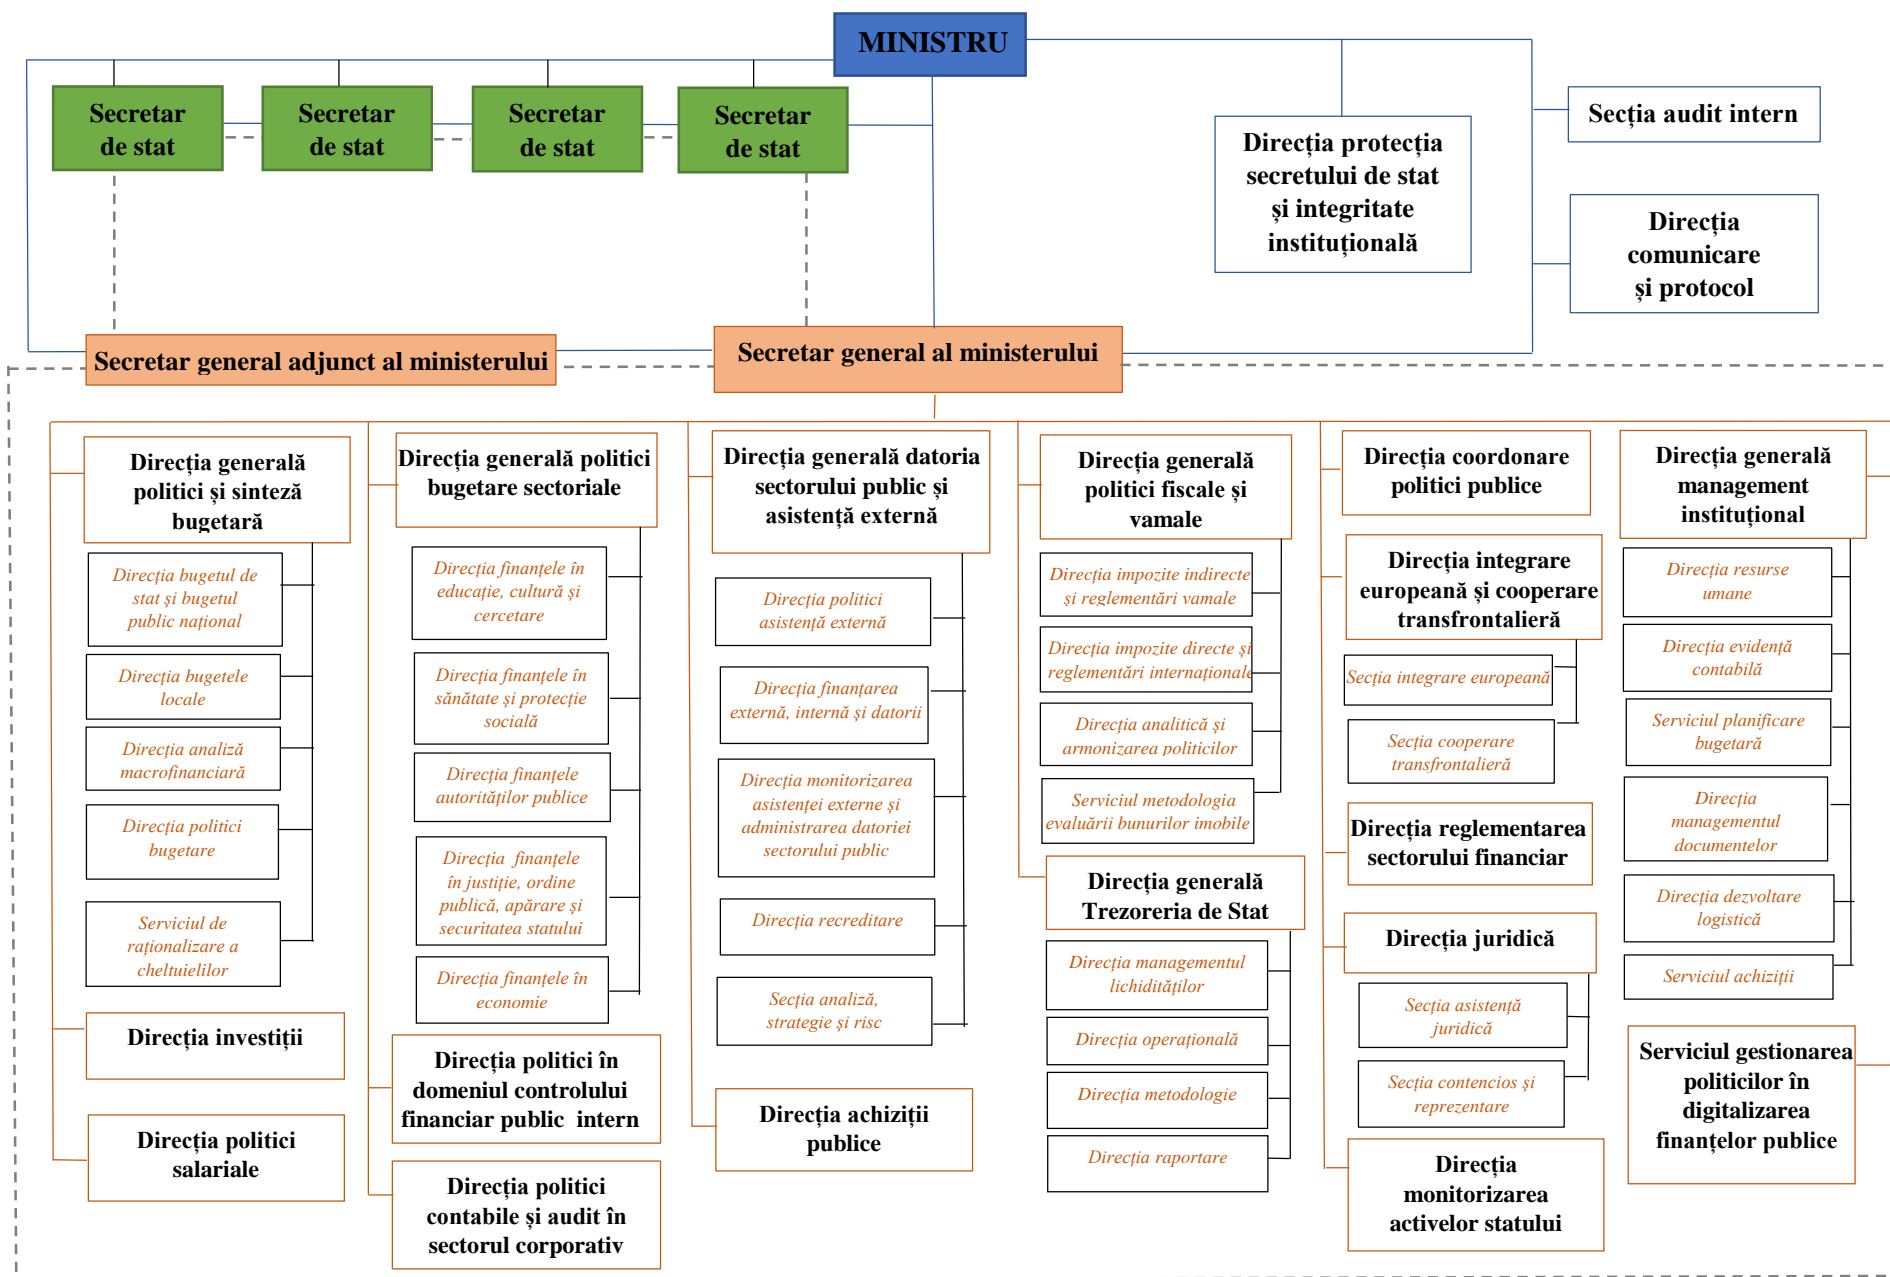 MINISTRU
Secretar
de stat
Secretar
de stat
Secretar
de stat
Secretar
de stat
Direcția protecția
secretului de stat
și integritate
instituțională
Secția audit intern
Direcția
comunicare
și protocol
Secretar general adjunct al ministerului
Secretar general al ministerului
Direcția generală
politici și sinteză
bugetară
Direcția bugetul de
stat și bugetul
public național
Direcția bugetele
locale
Direcția analiză
macrofinanciară
Direcția politici
bugetare
Serviciul de
raționalizare a
cheltuielilor
Direcția investiții
Direcția politici
salariale
Direcția generală politici
bugetare sectoriale
Direcția finanțele în
educație, cultură și
cercetare
Direcția finanțele în
sănătate și protecție
socială
Direcția finanțele
autorităților publice
Direcția finanțele
în justiție, ordine
publică, apărare și
securitatea statului
Direcția finanțele în
economie
Direcția politici în
domeniul controlului
financiar public intern
Direcția politici
contabile și audit în
sectorul corporativ
Direcția generală datoria
sectorului public și
asistență externă
Direcția politici
asistență externă
Direcția finanțarea
externă, internă și datorii
Direcția monitorizarea
asistenței externe și
administrarea datoriei
sectorului public
Direcția recreditare
Secția analiză,
strategie și risc
Direcția achiziții
publice
Direcția generală
politici fiscale și
vamale
Direcția impozite indirecte
și reglementări vamale
Direcția impozite directe și
reglementări internaționale
Direcția analitică și
armonizarea politicilor
Serviciul metodologia
evaluării bunurilor imobile
Direcția generală
Trezoreria de Stat
Direcția managementul
lichidităților
Direcția operațională
Direcția metodologie
Direcția raportare
Direcția coordonare
politici publice
Direcția integrare
europeană și cooperare
transfrontalieră
Secția integrare europeană
Secția cooperare
transfrontalieră
Direcția reglementarea
sectorului financiar
Direcția juridică
Secția asistență
juridică
Secția contencios și
reprezentare
Direcția
monitorizarea
activelor statului
Direcția generală
management
instituțional
Direcția resurse
umane
Direcția evidență
contabilă
Serviciul planificare
bugetară
Direcția
managementul
documentelor
Direcția dezvoltare
logistică
Serviciul achiziții
Serviciul gestionarea
politicilor în
digitalizarea
finanțelor publice